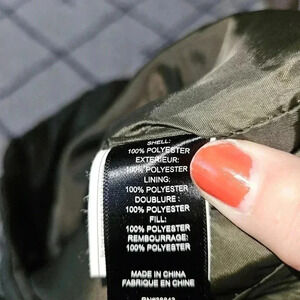 SHELL:
100% POLYESTER
EXTERIEUR:
100% POLYESTER
LINING:
100% POLYESTER
DOUBLURE :
100% POLYESTER
FILL:
100% POLYESTER
REMBOURRAGE:
100% POLYESTER
MADE IN CHINA
FABRIQUE EN CHINE